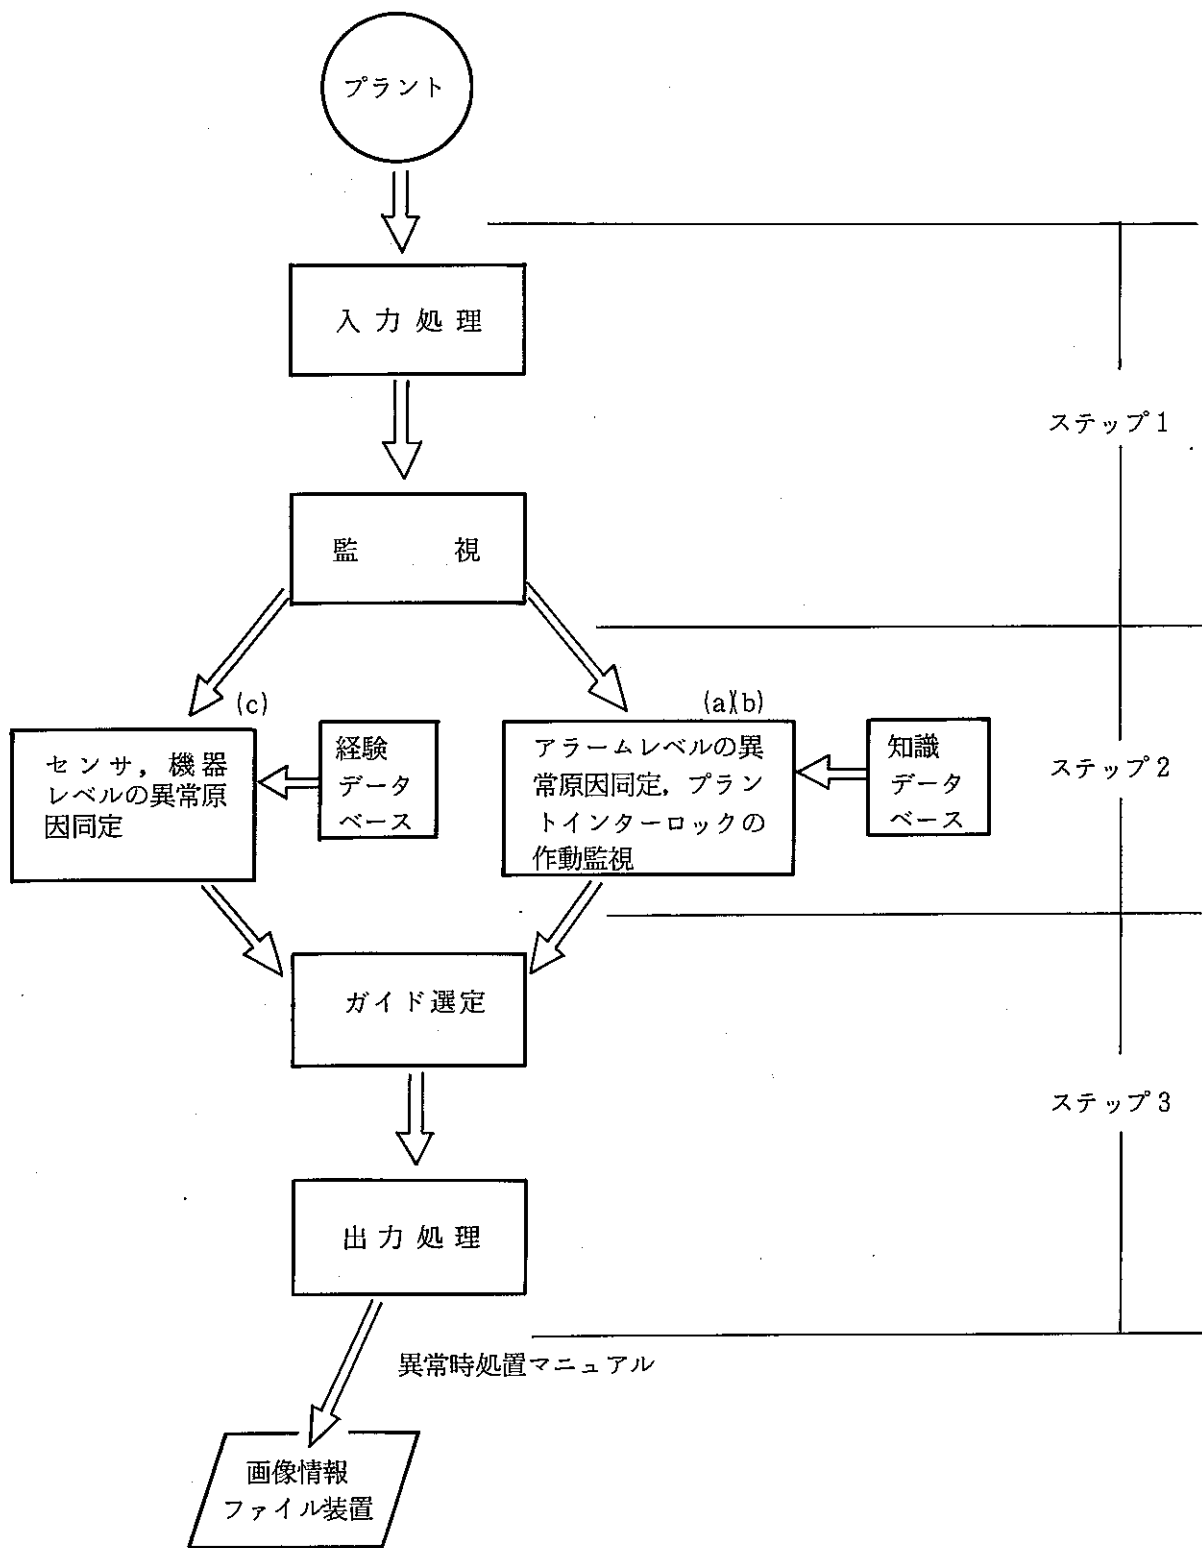 プラント
入力処理
ステップ1
監　　視
(c)
(a)(b)
センサ，機器
レベルの異常原
因同定
経験
データ
ベース
アラームレベルの異
常原因同定，プラン
トインターロックの
作動監視
知識
データ
ベース
ステップ2
ガイド選定
ステップ3
出力処理
異常時処置マニュアル
画像情報
ファイル装置